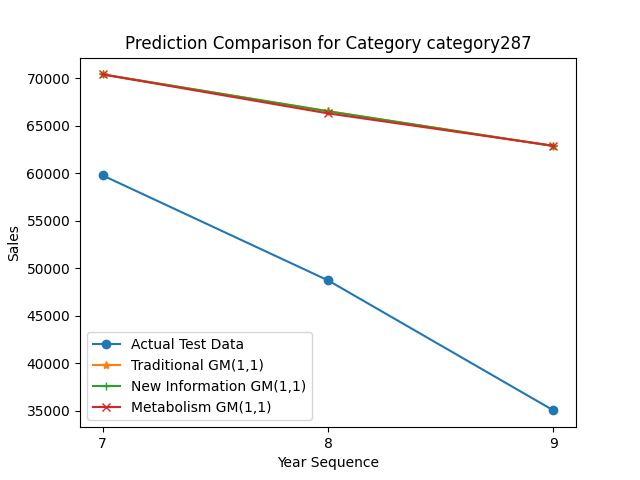 Prediction Comparison for Category category287
70000
65000
60000
55000
50000
45000
40000
35000
Sales
Actual Test Data
Traditional GM(1,1)
New Information GM(1,1)
Metabolism GM(1,1)
7 8 9
Year Sequence